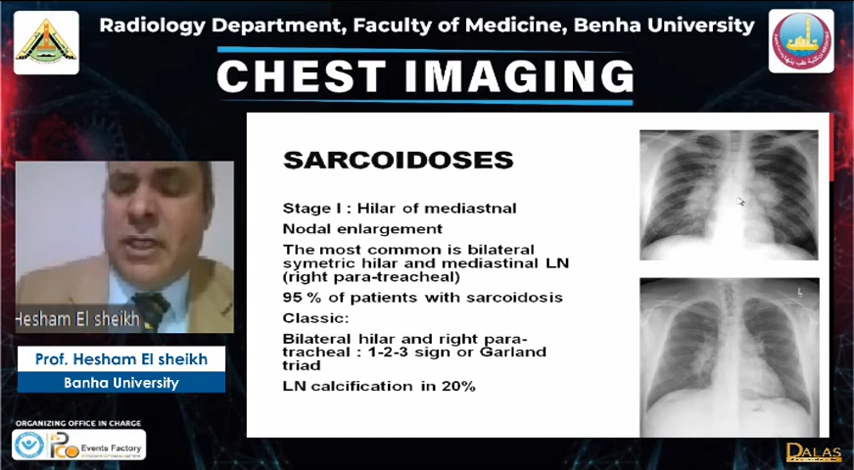 Radiology Department, Faculty of Medicine, Benha University
CHEST IMAGING
SARCOIDOSES
Stage I : Hilar of mediastnal
Nodal enlargement
The most common is bilateral
symetric hilar and mediastinal LN
(right para-treacheal)
95 % of patients with sarcoidosis
Classic:
Bilateral hilar and right para-
tracheal : 1-2-3 sign or Garland
triad
LN calcification in 20%
Hesham El sheikh
Prof. Hesham El sheikh
Banha University
ORGANIZING OFFICE IN CHARGE
Events Factory
DALAS